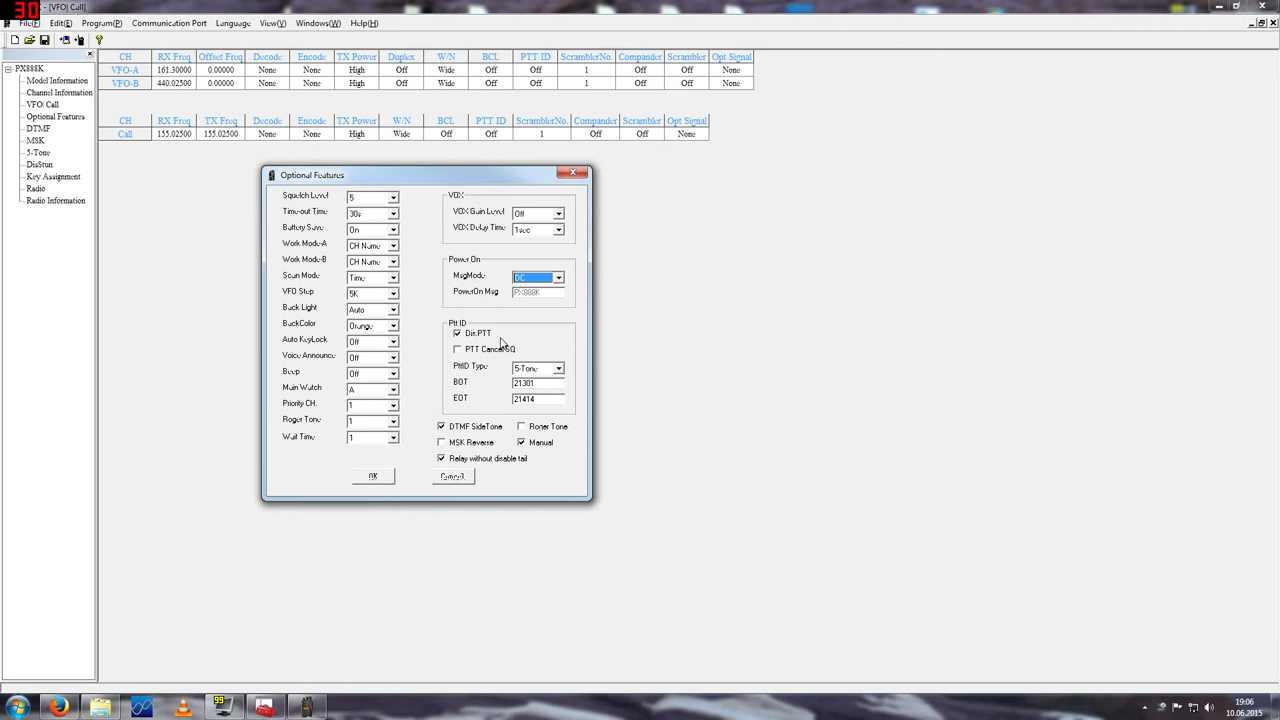 30
- [VFO| Call]
File(F) Edit(E) Program(P) Communication Port Language View(V) Windows(W) Help(H)
PX888K
Model Information
Channel Information
VFO| Call
Optional Features
DTMF
MSK
5-Tone
DisStun
Key Assignment
Radio
Radio Information
CH RX Freq Offset Freq Decode Encode TX Power Duplex W/N BCL PTT ID ScramblerNo. Compander Scrambler Opt Signal
VFO-A 161.30000 0.00000 None None High Off Wide Off Off 1 Off Off None
VFO-B 440.02500 0.00000 None None High Off Wide Off Off 1 Off Off None
CH RX Freq TX Freq Decode Encode TX Power W/N BCL PTT ID ScramblerNo. Compander Scrambler Opt Signal
Call 155.02500 155.02500 None None High Wide Off Off 1 Off Off None
Optional Features
Squelch Level 5
Time-out Time 30s
Battery Save On
Work Mode-A CH Name
Work Mode-B CH Name
Scan Mode Time
VFO Step 5K
Back Light Auto
BackColor Orange
Auto KeyLock Off
Voice Announce Off
Beep Off
Main Watch A
Priority CH. 1
Roger Tone 1
Wait Time 1
VOX
VOX Gain Level Off
VOX Delay Time 1sec
Power On
MsgMode DC
PowerOn Msg PX888K
Ptt ID
Dis.PTT
PTT Cancel SQ
PttID Type 5-Tone
BOT 21301
EOT 21414
DTMF SideTone Roger Tone
MSK Reverse Manual
Relay without disable tail
OK Cancel
99
19:06
10.06.2015